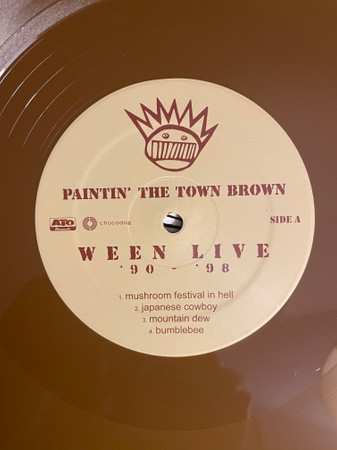 PAINTIN' THE TOWN BROWN
ATO
chocodog
SIDE A
WEEN LIVE
'90 - '98
1. mushroom festival in hell
2. japanese cowboy
3. mountain dew
4. bumblebee